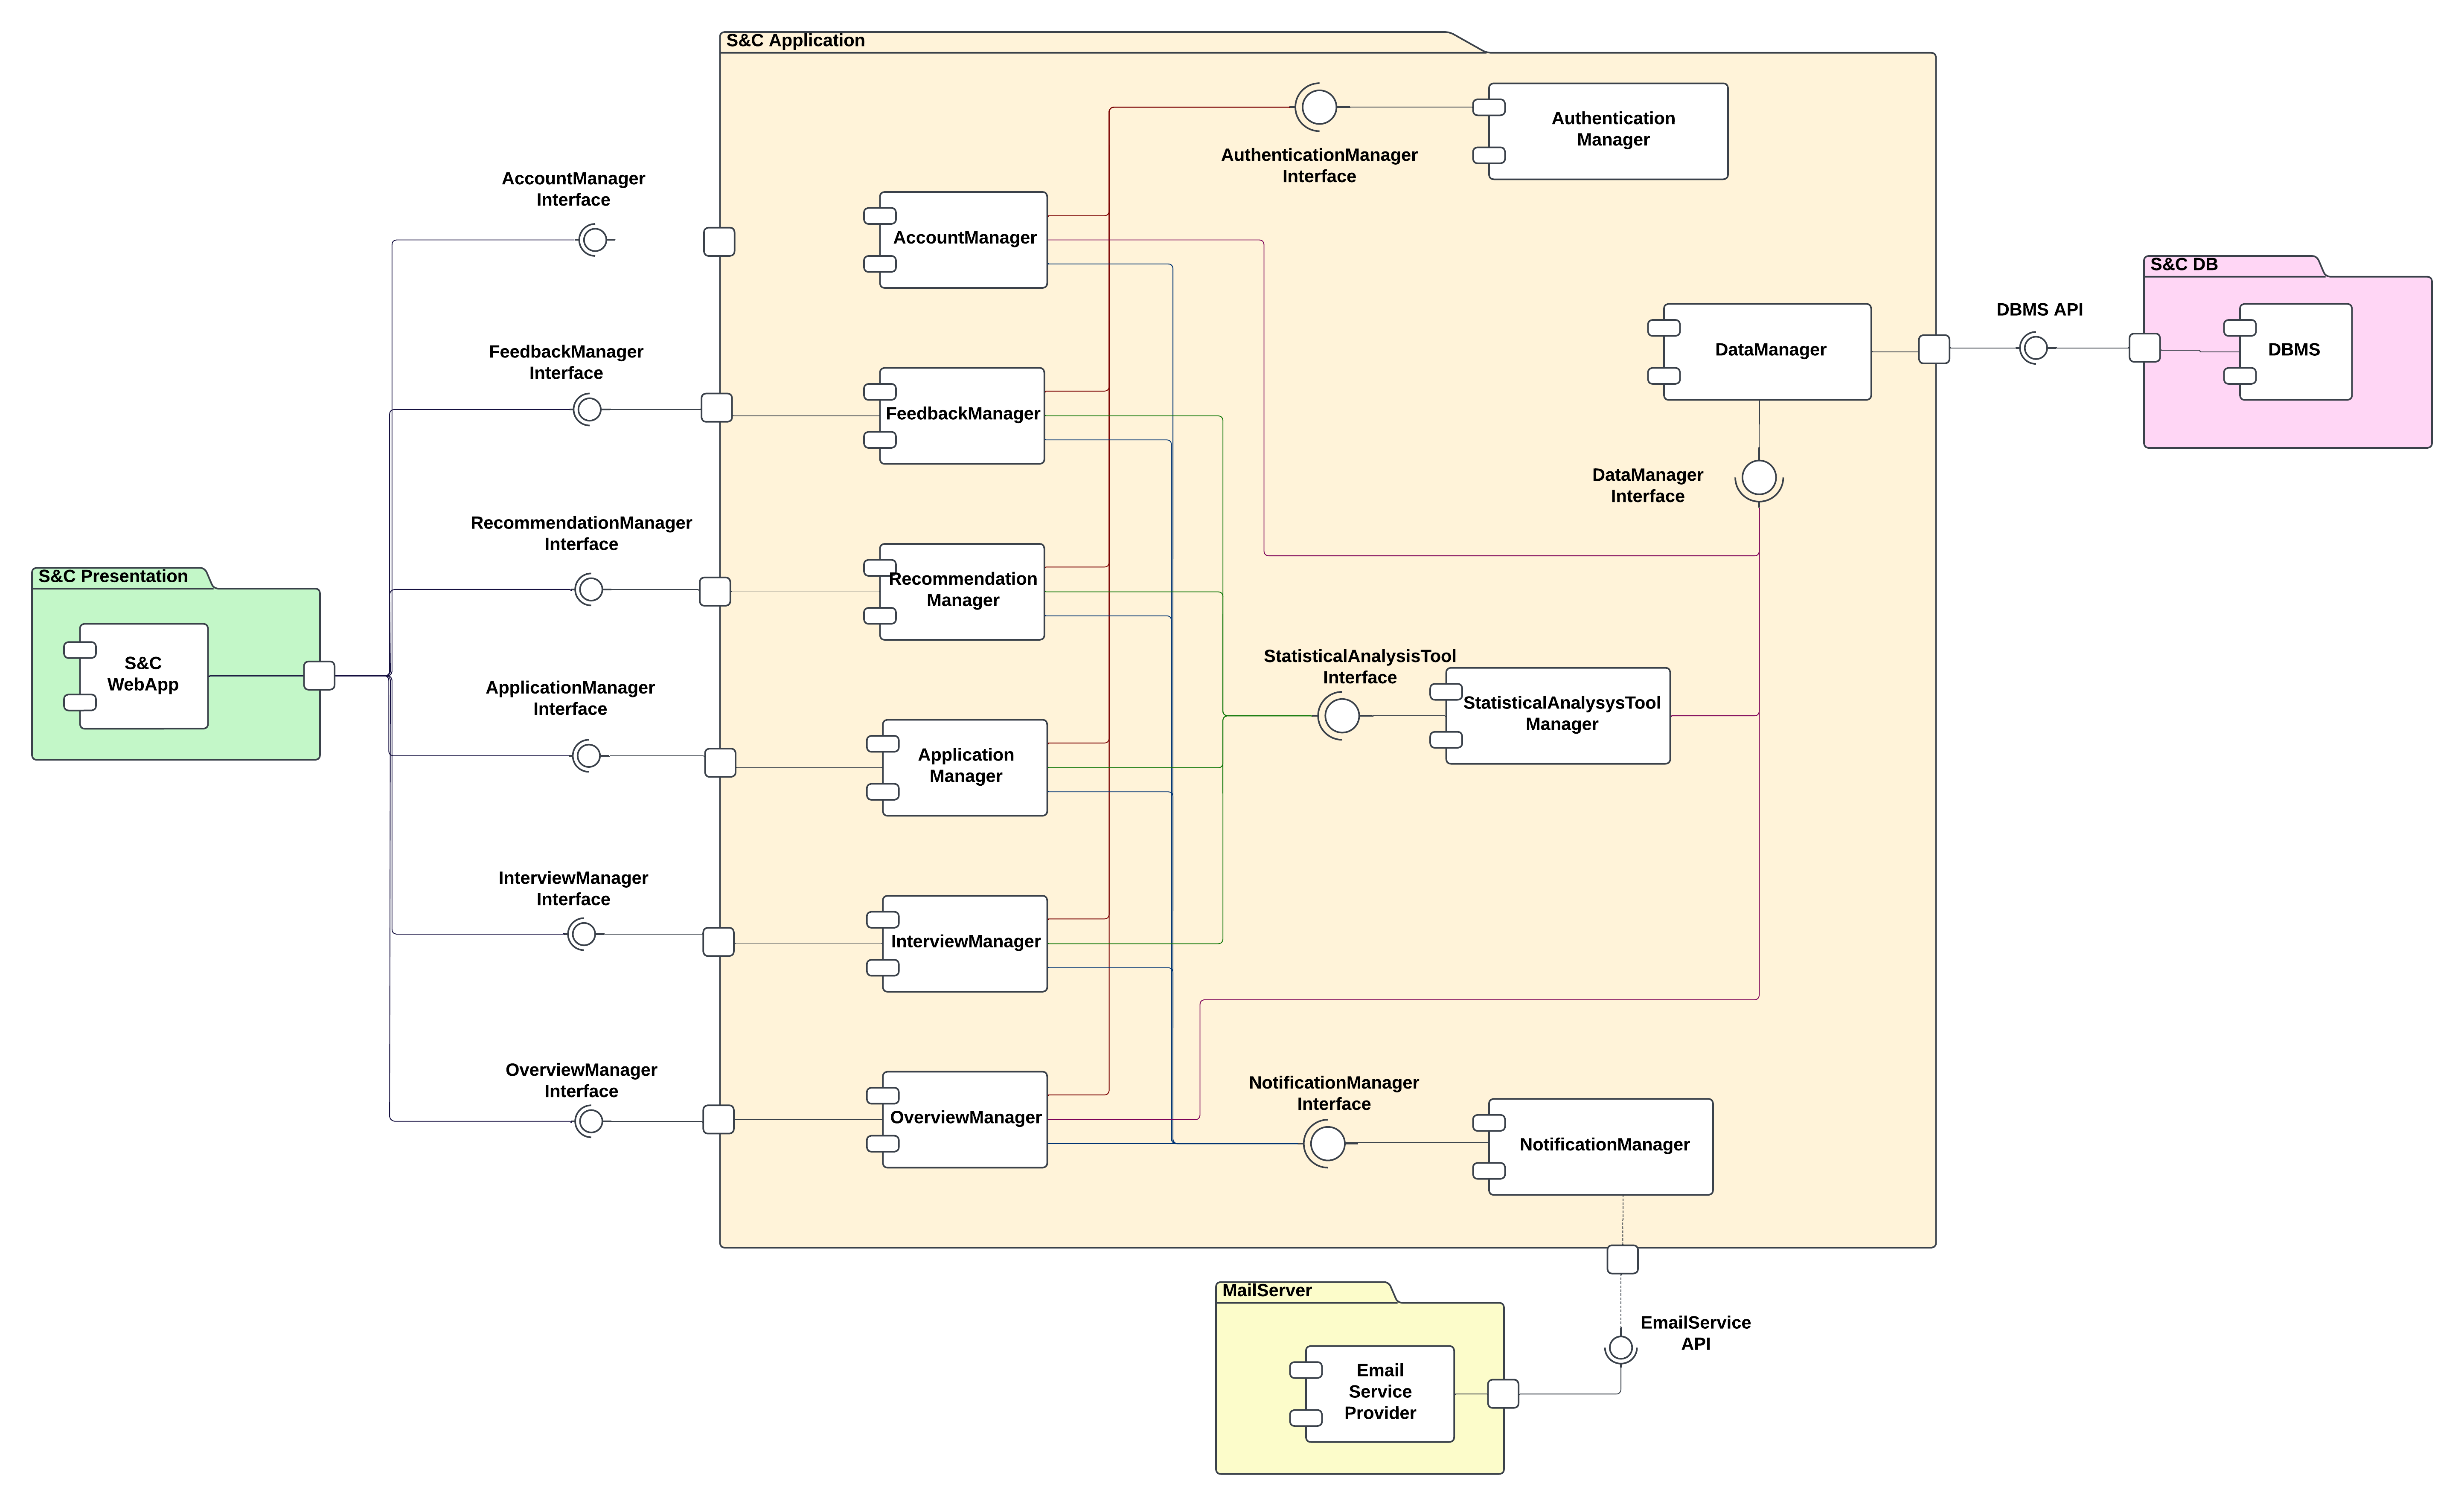 S&C Application
Authentication
Manager
AuthenticationManager
Interface
AccountManager
Interface
AccountManager
S&C DB
DBMS API
DataManager
DBMS
FeedbackManager
Interface
FeedbackManager
DataManager
Interface
RecommendationManager
Interface
Recommendation
Manager
S&C Presentation
S&C
WebApp
StatisticalAnalysisTool
Interface
StatisticalAnalysysTool
Manager
ApplicationManager
Interface
Application
Manager
InterviewManager
Interface
InterviewManager
OverviewManager
Interface
OverviewManager
NotificationManager
Interface
NotificationManager
MailServer
EmailService
API
Email
Service
Provider